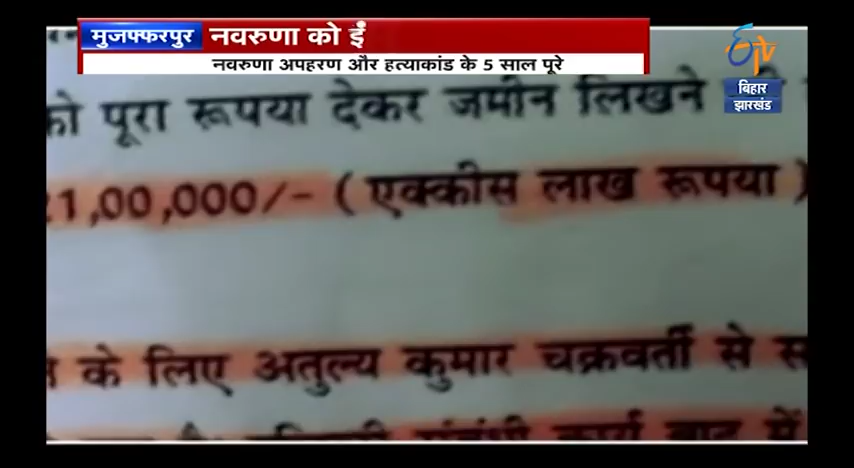 मुजफ्फरपुर नवरुणा को इं
नवरुणा अपहरण और हत्याकांड के 5 साल पूरे
ETV
बिहार
झारखंड
को पूरा रूपया देकर जमीन लिखने
21,00,000/- ( एक्कीस लाख रूपया )
के लिए अतुल्य कुमार चक्रवर्ती से
संबंधी कार्य बाद में